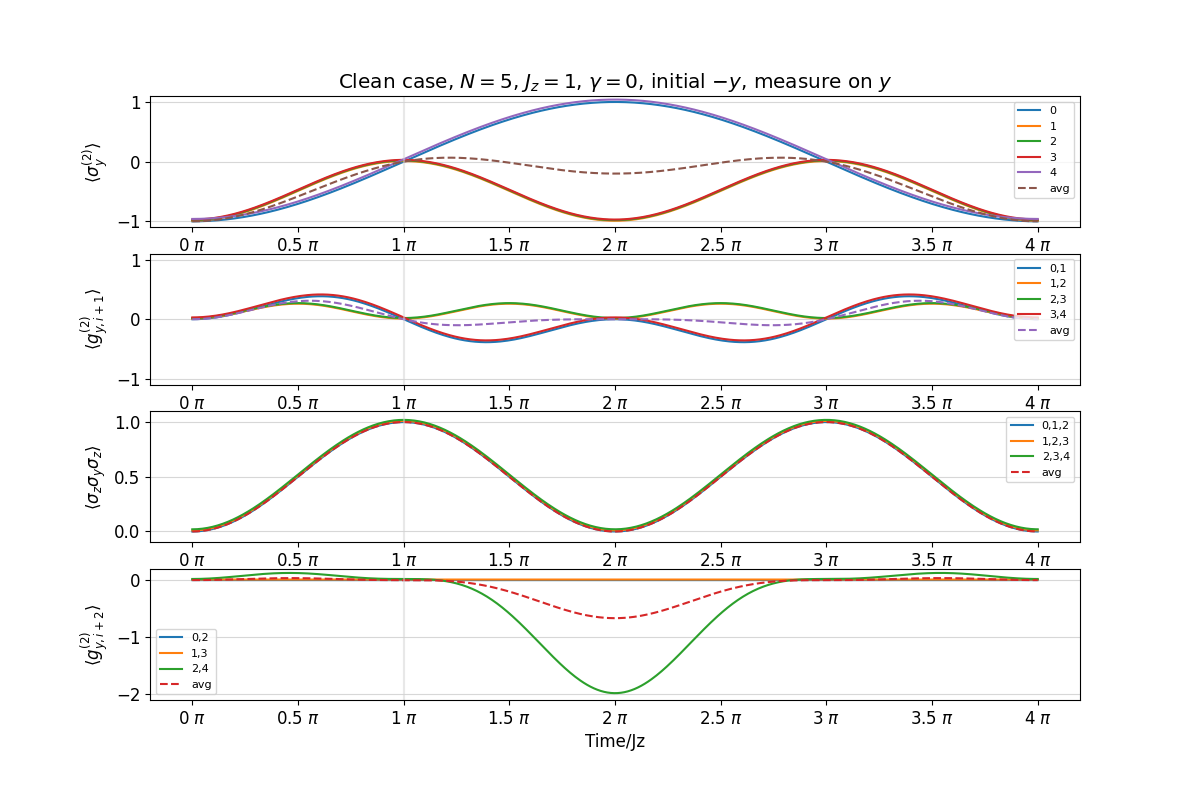 Clean case, N = 5, J_z = 1, γ = 0, initial −y, measure on y
⟨σ_y^(2)⟩
1
0
−1
0
1
2
3
4
avg
0 π 0.5 π 1 π 1.5 π 2 π 2.5 π 3 π 3.5 π 4 π
⟨g_{y,i+1}^(2)⟩
1
0
−1
0,1
1,2
2,3
3,4
avg
0 π 0.5 π 1 π 1.5 π 2 π 2.5 π 3 π 3.5 π 4 π
⟨σ_zσ_yσ_z⟩
1.0
0.5
0.0
0,1,2
1,2,3
2,3,4
avg
0 π 0.5 π 1 π 1.5 π 2 π 2.5 π 3 π 3.5 π 4 π
⟨g_{y,i+2}^(2)⟩
0
−1
−2
0,2
1,3
2,4
avg
0 π 0.5 π 1 π 1.5 π 2 π 2.5 π 3 π 3.5 π 4 π
Time/Jz